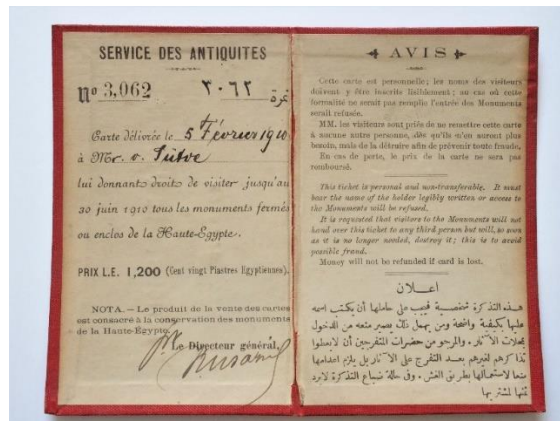 SERVICE DES ANTIQUITES
Nº 3,062 ٣٠٦٢ نمرة
Carte délivrée le 5 Février 1910
à Mr. v.
lui donnant droit de visiter jusqu'au
30 juin 1910 tous les monuments fermés
ou enclos de la Haute-Egypte.
PRIX L.E. 1,200 (Cent vingt Piastres Egyptiennes).
NOTA. — Le produit de la vente des cartes
est consacré à la conservation des monuments
de la Haute-Egypte.
Le Directeur général,
AVIS
Cette carte est personnelle; les noms des visiteurs
doivent y être inscrits lisiblement; au cas où cette
formalité ne serait pas remplie l'entrée des Monuments
serait refusée.
MM. les visiteurs sont priés de ne remettre cette carte
à aucune autre personne, dès qu'ils n'en auront plus
besoin, mais de la détruire afin de prévenir toute fraude.
En cas de perte, le prix de la carte ne sera pas
remboursé.
This ticket is personal and non-transferable. It must
bear the name of the holder legibly written or access to
the Monuments will be refused.
It is requested that visitors to the Monuments will not
hand over this ticket to any third person but will, so soon
as it is no longer needed, destroy it; this is to avoid
possible fraud.
Money will not be refunded if card is lost.
اعلان
هذه التذكرة شخصية فيجب على حاملها أن يكتب اسمه
عليها بكيفية واضحة ومن يهمل ذلك يصير منعه من الدخول
بمحلات الآثار . والمرجو من حضرات المتفرجين أن لا يعطوا
تذاكرهم لغيرهم بعد التفرج على الآثار بل يلزم اعدامها
منعا لاستعمالها بطريق الغش . وفى حالة ضياع التذكرة لا يرد
ثمنها لمشتريها